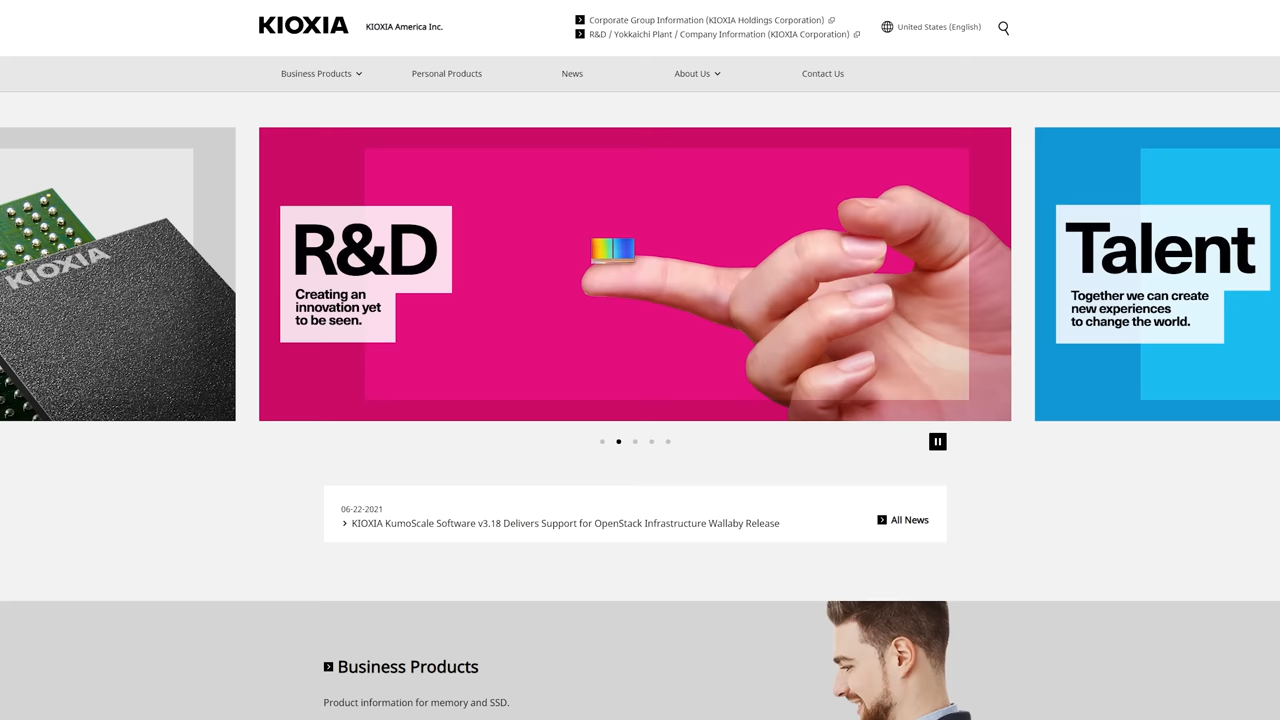 KIOXIA
KIOXIA America Inc.
Corporate Group Information (KIOXIA Holdings Corporation)
R&D / Yokkaichi Plant / Company Information (KIOXIA Corporation)
United States (English)
Business Products
Personal Products
News
About Us
Contact Us
KIOXIA
R&D
Creating an
innovation yet
to be seen.
Talent
Together we can create
new experiences
to change the world.
06-22-2021
KIOXIA KumoScale Software v3.18 Delivers Support for OpenStack Infrastructure Wallaby Release
All News
Business Products
Product information for memory and SSD.